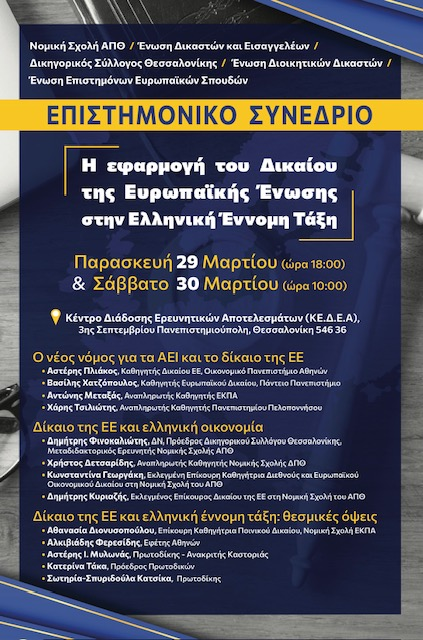 Νομική Σχολή ΑΠΘ / Ένωση Δικαστών και Εισαγγελέων /
Δικηγορικός Σύλλογος Θεσσαλονίκης / Ένωση Διοικητικών Δικαστών /
Ένωση Επιστημόνων Ευρωπαϊκών Σπουδών
ΕΠΙΣΤΗΜΟΝΙΚΟ ΣΥΝΕΔΡΙΟ
Η εφαρμογή του Δικαίου
της Ευρωπαϊκής Ένωσης
στην Ελληνική Έννομη Τάξη
Παρασκευή 29 Μαρτίου (ώρα 18:00)
& Σάββατο 30 Μαρτίου (ώρα 10:00)
Κέντρο Διάδοσης Ερευνητικών Αποτελεσμάτων (ΚΕ.Δ.Ε.Α),
3ης Σεπτεμβρίου Πανεπιστημιούπολη, Θεσσαλονίκη 546 36
Ο νέος νόμος για τα ΑΕΙ και το δίκαιο της ΕΕ
• Αστέρης Πλιάκος, Καθηγητής Δικαίου ΕΕ, Οικονομικό Πανεπιστήμιο Αθηνών
• Βασίλης Χατζόπουλος, Καθηγητής Ευρωπαϊκού Δικαίου, Πάντειο Πανεπιστήμιο
• Αντώνης Μεταξάς, Αναπληρωτής Καθηγητής ΕΚΠΑ
• Χάρης Τσιλιώτης, Αναπληρωτής Καθηγητής Πανεπιστημίου Πελοποννήσου
Δίκαιο της ΕΕ και ελληνική οικονομία
• Δημήτρης Φινοκαλιώτης, ΔΝ, Πρόεδρος Δικηγορικού Συλλόγου Θεσσαλονίκης,
Μεταδιδακτορικός Ερευνητής Νομικής Σχολής ΑΠΘ
• Χρήστος Δετσαρίδης, Αναπληρωτής Καθηγητής Νομικής Σχολής ΔΠΘ
• Κωνσταντίνα Γεωργάκη, Εκλεγμένη Επίκουρη Καθηγήτρια Διεθνούς και Ευρωπαϊκού
Οικονομικού Δικαίου στη Νομική Σχολή του ΑΠΘ
• Δημήτρης Κυριαζής, Εκλεγμένος Επίκουρος Δικαίου της ΕΕ στη Νομική Σχολή του ΑΠΘ
Δίκαιο της ΕΕ και ελληνική έννομη τάξη: θεσμικές όψεις
• Αθανασία Διονυσοπούλου, Επίκουρη Καθηγήτρια Ποινικού Δικαίου, Νομική Σχολή ΕΚΠΑ
• Αλκιβιάδης Φερεσίδης, Εφέτης Αθηνών
• Αστέρης Ι. Μυλωνάς, Πρωτοδίκης - Ανακριτής Καστοριάς
• Κατερίνα Τάκα, Πρόεδρος Πρωτοδικών
• Σωτηρία-Σπυριδούλα Κατσίκα, Πρωτοδίκης